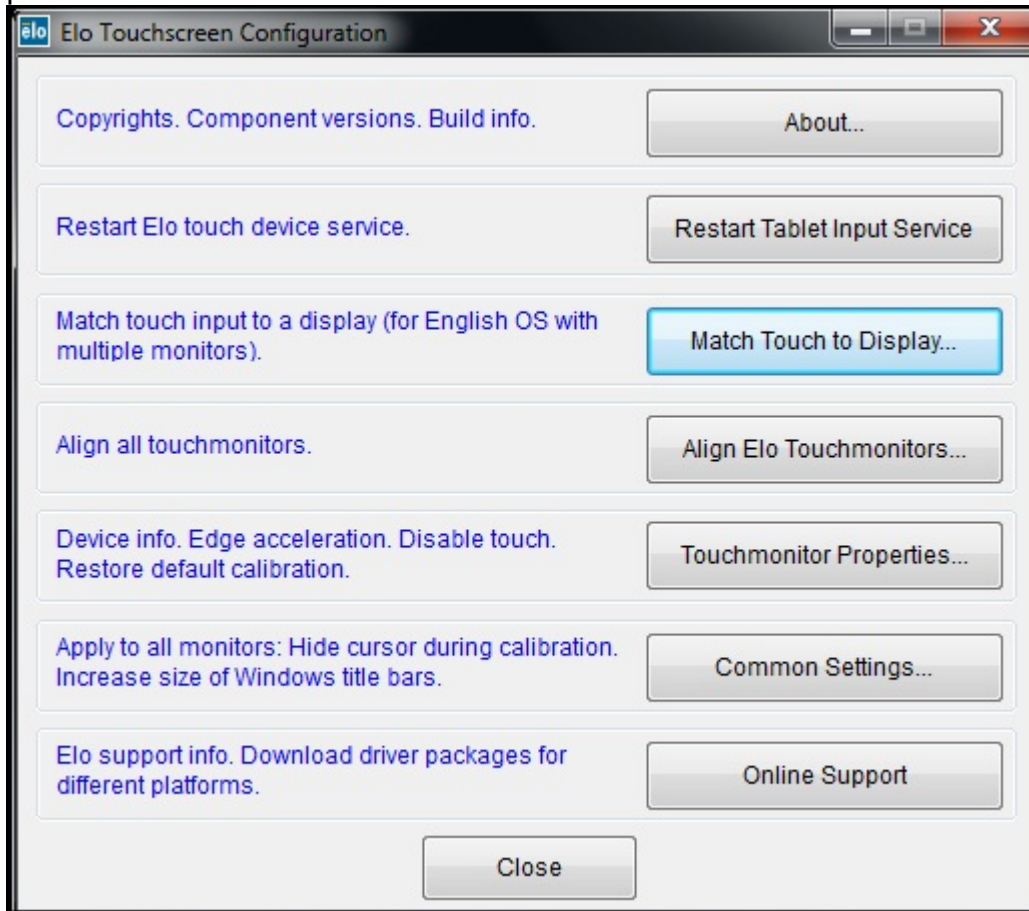 elo Elo Touchscreen Configuration
Copyrights. Component versions. Build info.
About...
Restart Elo touch device service.
Restart Tablet Input Service
Match touch input to a display (for English OS with
multiple monitors).
Match Touch to Display...
Align all touchmonitors.
Align Elo Touchmonitors...
Device info. Edge acceleration. Disable touch.
Restore default calibration.
Touchmonitor Properties...
Apply to all monitors: Hide cursor during calibration.
Increase size of Windows title bars.
Common Settings...
Elo support info. Download driver packages for
different platforms.
Online Support
Close